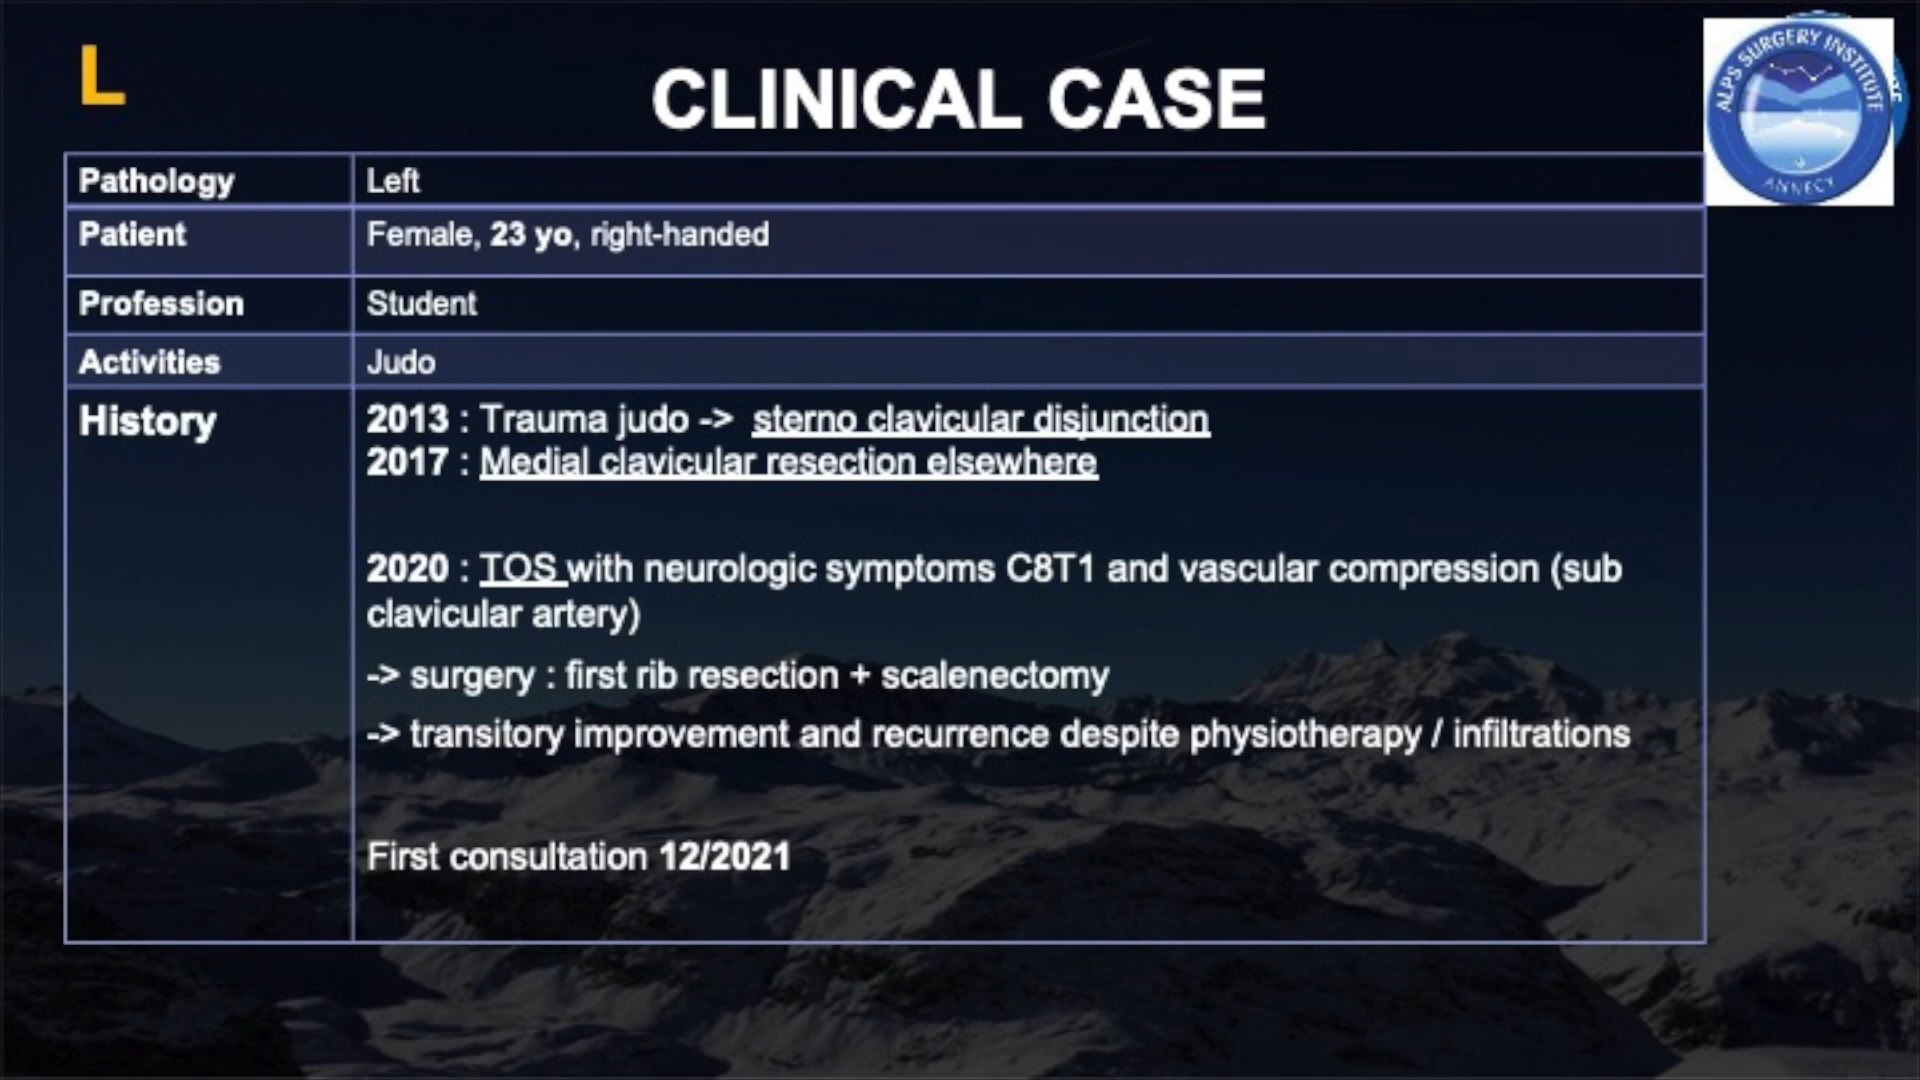 L
CLINICAL CASE
ALPS SURGERY INSTITUTE
ANNECY
Pathology
Left
Patient
Female, 23 yo, right-handed
Profession
Student
Activities
Judo
History
2013 : Trauma judo -> sterno clavicular disjunction
2017 : Medial clavicular resection elsewhere
2020 : TOS with neurologic symptoms C8T1 and vascular compression (sub
clavicular artery)
-> surgery : first rib resection + scalenectomy
-> transitory improvement and recurrence despite physiotherapy / infiltrations
First consultation 12/2021